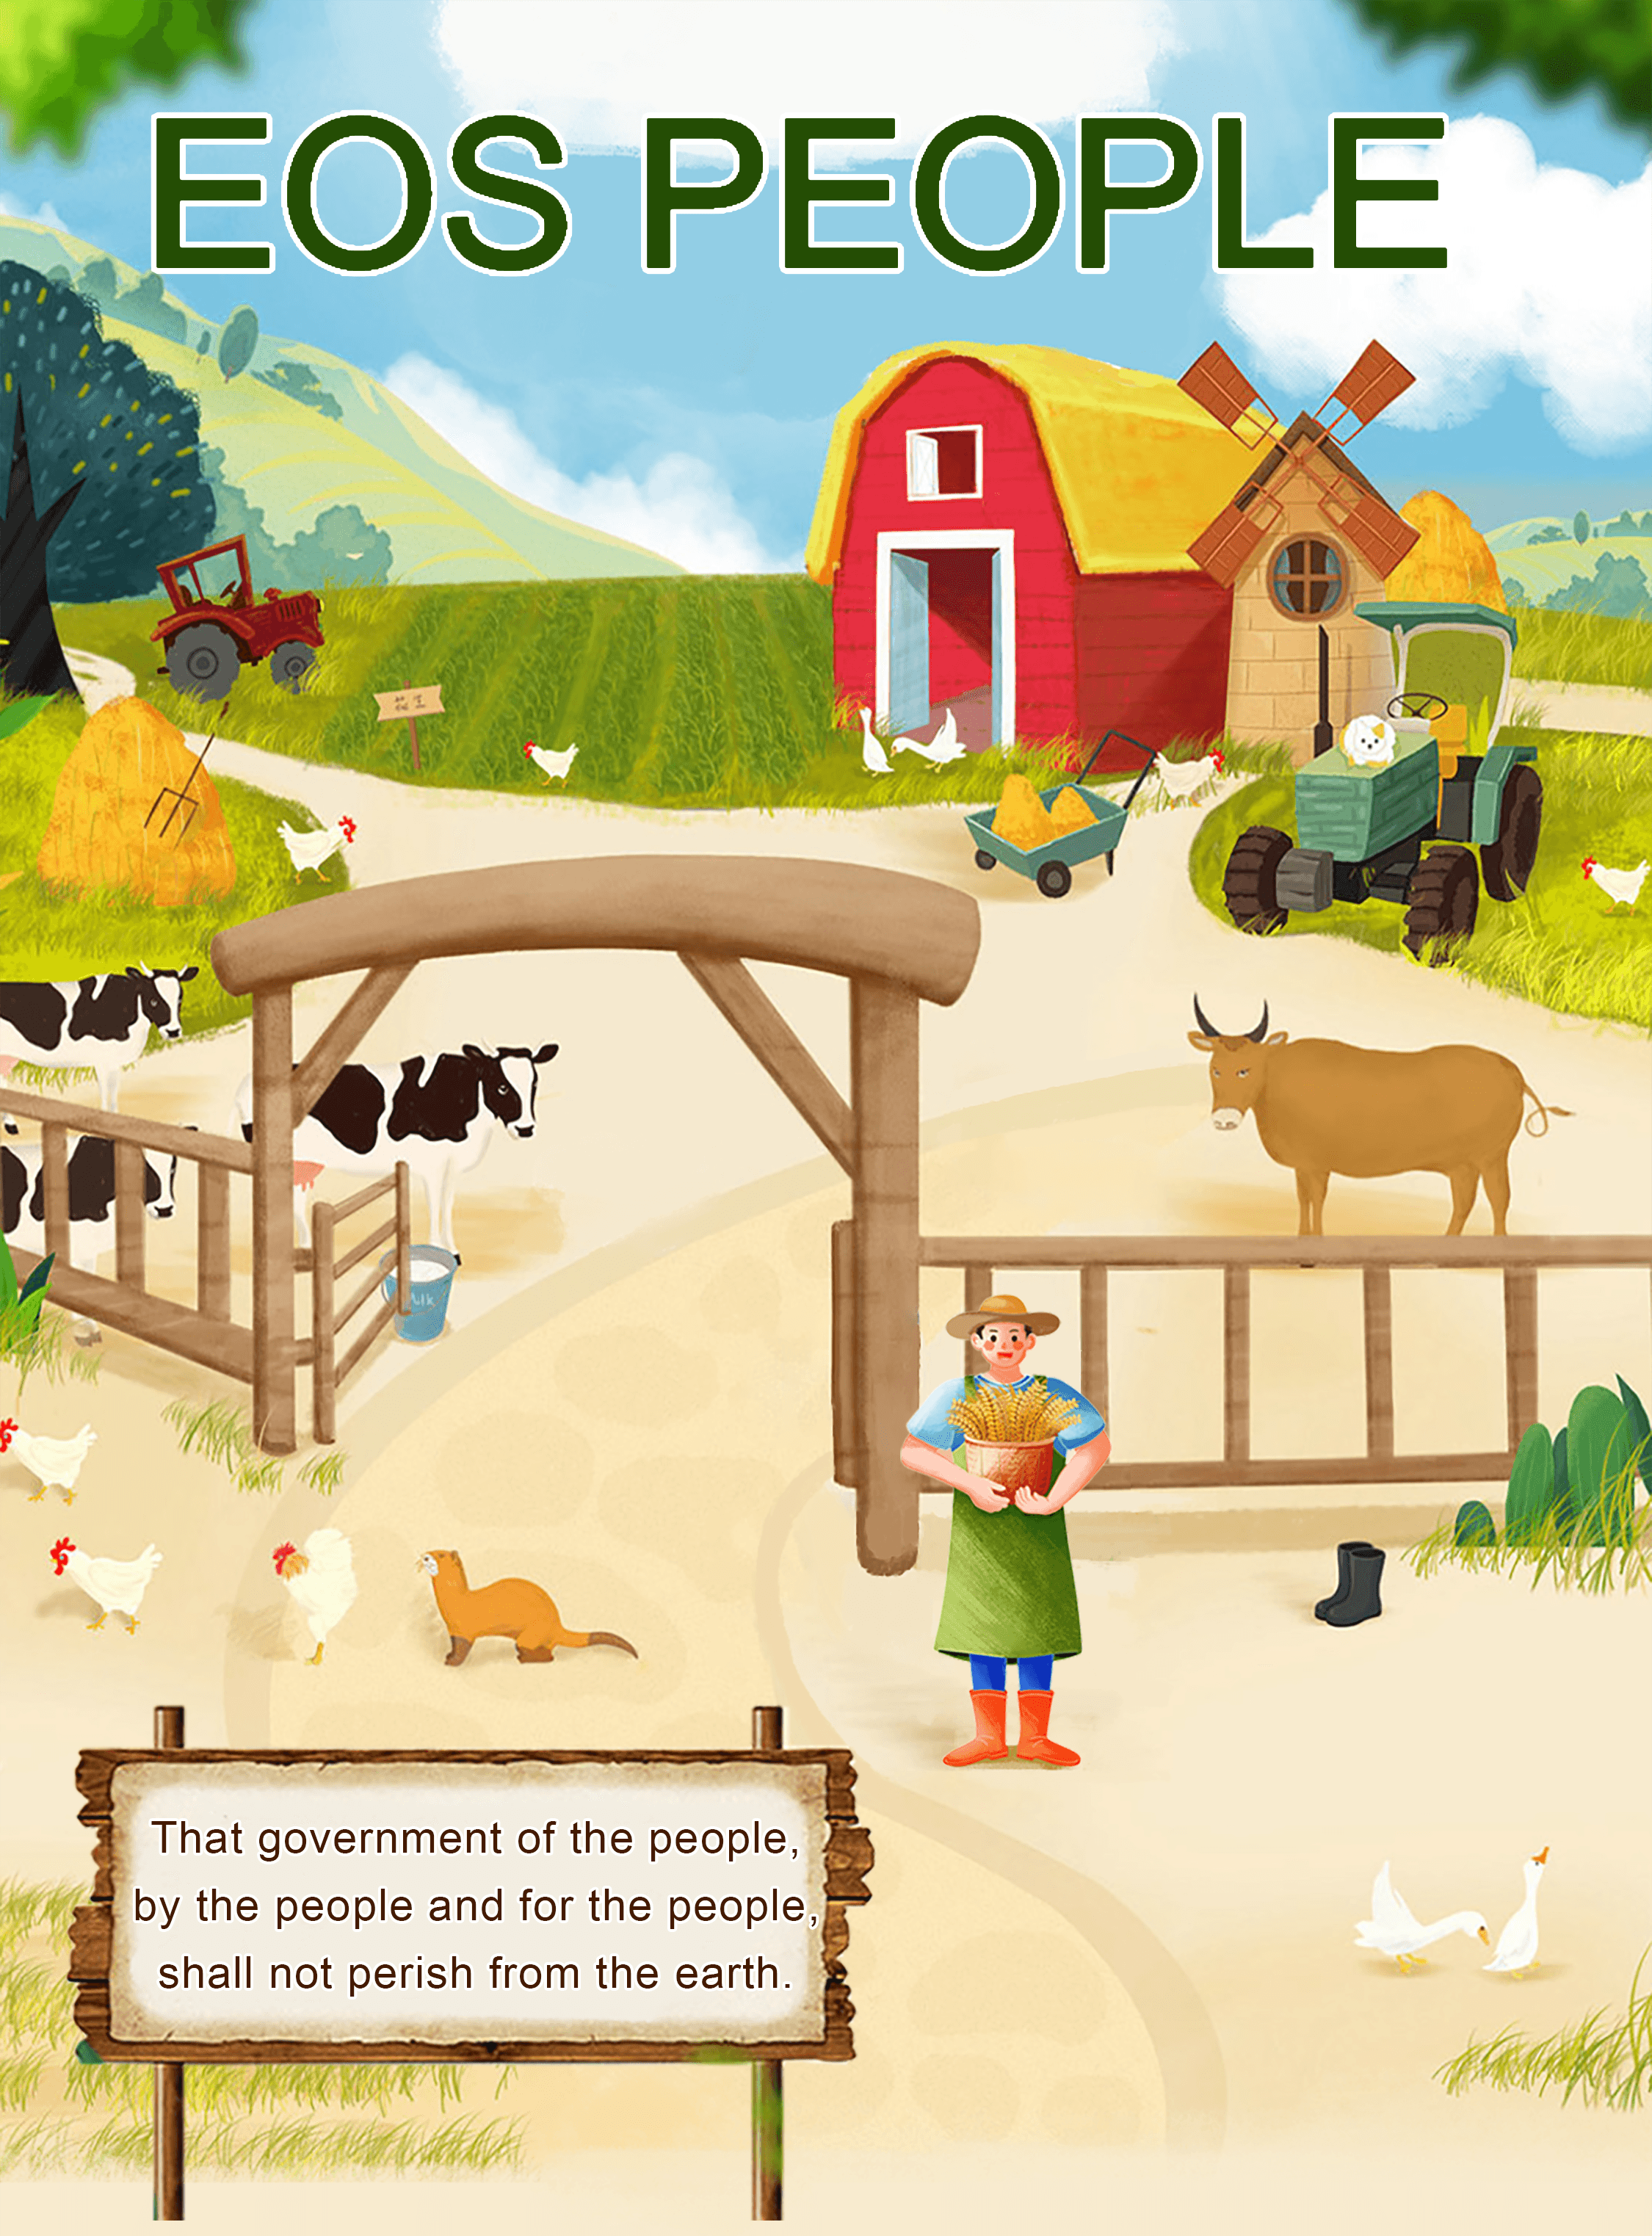 EOS PEOPLE
Milk
That government of the people,
by the people and for the people,
shall not perish from the earth.